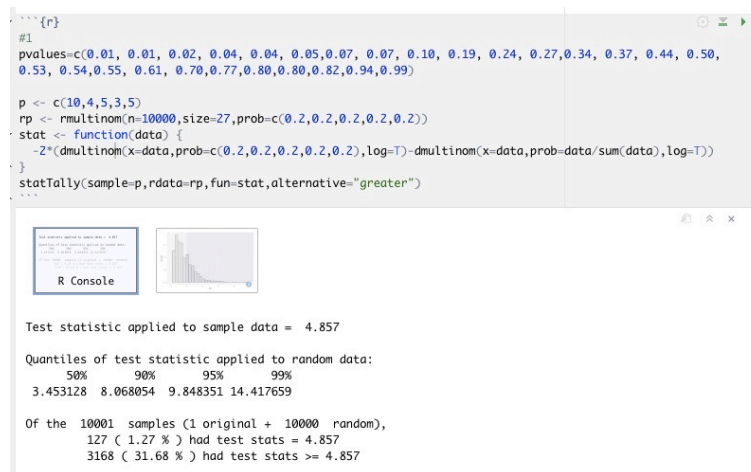 ```{r}
#1
pvalues=c(0.01, 0.01, 0.02, 0.04, 0.04, 0.05,0.07, 0.07, 0.10, 0.19, 0.24, 0.27,0.34, 0.37, 0.44, 0.50,
0.53, 0.54,0.55, 0.61, 0.70,0.77,0.80,0.80,0.82,0.94,0.99)
p <- c(10,4,5,3,5)
rp <- rmultinom(n=10000,size=27,prob=c(0.2,0.2,0.2,0.2,0.2))
stat <- function(data) {
-2*(dmultinom(x=data,prob=c(0.2,0.2,0.2,0.2,0.2),log=T)-dmultinom(x=data,prob=data/sum(data),log=T))
}
statTally(sample=p,rdata=rp,fun=stat,alternative="greater")
```
R Console
Test statistic applied to sample data = 4.857
Quantiles of test statistic applied to random data:
50% 90% 95% 99%
3.453128 8.068054 9.848351 14.417659
Of the 10001 samples (1 original + 10000 random),
127 ( 1.27 % ) had test stats = 4.857
3168 ( 31.68 % ) had test stats >= 4.857